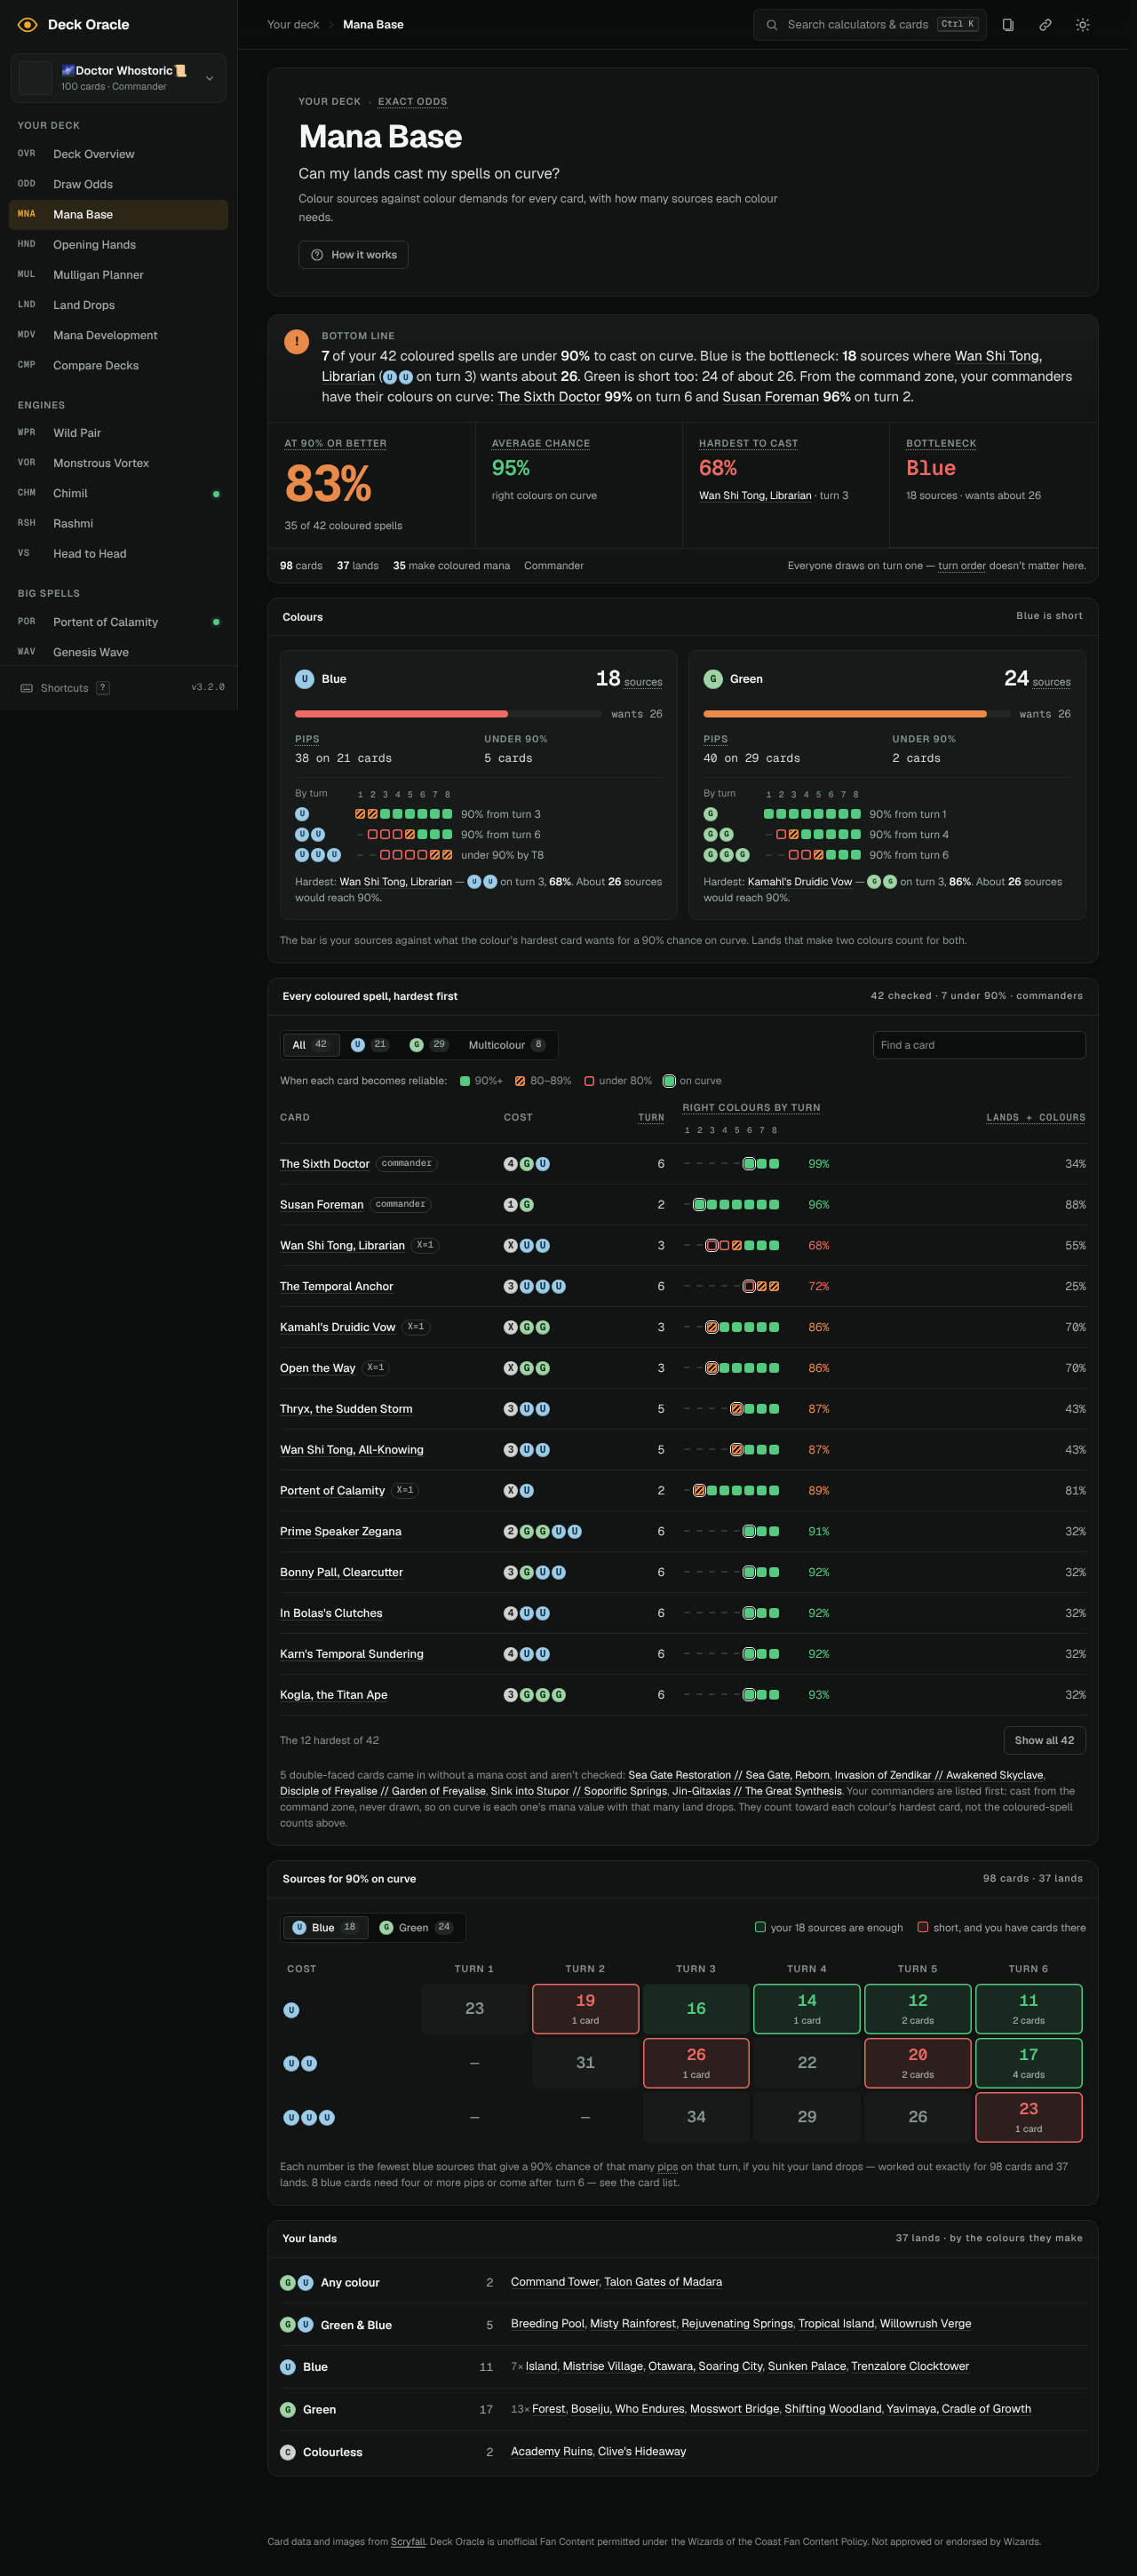 Deck Oracle
🌌Doctor Whostoric📜
100 cards · Commander
YOUR DECK
OVR Deck Overview
ODD Draw Odds
MNA Mana Base
HND Opening Hands
MUL Mulligan Planner
LND Land Drops
MDV Mana Development
CMP Compare Decks
ENGINES
WPR Wild Pair
VOR Monstrous Vortex
CHM Chimil
RSH Rashmi
VS Head to Head
BIG SPELLS
POR Portent of Calamity
WAV Genesis Wave
Shortcuts ? v3.2.0
Your deck › Mana Base
Search calculators & cards Ctrl K
YOUR DECK · EXACT ODDS
Mana Base
Can my lands cast my spells on curve?
Colour sources against colour demands for every card, with how many sources each colour
needs.
How it works
! BOTTOM LINE
7 of your 42 coloured spells are under 90% to cast on curve. Blue is the bottleneck: 18 sources where Wan Shi Tong,
Librarian (U U on turn 3) wants about 26. Green is short too: 24 of about 26. From the command zone, your commanders
have their colours on curve: The Sixth Doctor 99% on turn 6 and Susan Foreman 96% on turn 2.
AT 90% OR BETTER
83%
35 of 42 coloured spells
AVERAGE CHANCE
95%
right colours on curve
HARDEST TO CAST
68%
Wan Shi Tong, Librarian · turn 3
BOTTLENECK
Blue
18 sources · wants about 26
98 cards 37 lands 35 make coloured mana Commander
Everyone draws on turn one — turn order doesn't matter here.
Colours
Blue is short
U Blue 18 sources
wants 26
PIPS UNDER 90%
38 on 21 cards 5 cards
By turn 1 2 3 4 5 6 7 8
U 90% from turn 3
U U – 90% from turn 6
U U U – – under 90% by T8
Hardest: Wan Shi Tong, Librarian — U U on turn 3, 68%. About 26 sources
would reach 90%.
G Green 24 sources
wants 26
PIPS UNDER 90%
40 on 29 cards 2 cards
By turn 1 2 3 4 5 6 7 8
G 90% from turn 1
G G – 90% from turn 4
G G G – – 90% from turn 6
Hardest: Kamahl's Druidic Vow — G G on turn 3, 86%. About 26
sources would reach 90%.
The bar is your sources against what the colour's hardest card wants for a 90% chance on curve. Lands that make two colours count for both.
Every coloured spell, hardest first
42 checked · 7 under 90% · commanders
All 42 U 21 G 29 Multicolour 8
Find a card
When each card becomes reliable: 90%+ 80–89% under 80% on curve
CARD COST TURN RIGHT COLOURS BY TURN LANDS + COLOURS
1 2 3 4 5 6 7 8
The Sixth Doctor commander 4 G U 6 – – – – – 99% 34%
Susan Foreman commander 1 G 2 – 96% 88%
Wan Shi Tong, Librarian X=1 X U U 3 – – 68% 55%
The Temporal Anchor 3 U U U 6 – – – – – 72% 25%
Kamahl's Druidic Vow X=1 X G G 3 – – 86% 70%
Open the Way X=1 X G G 3 – – 86% 70%
Thryx, the Sudden Storm 3 U U 5 – – – – 87% 43%
Wan Shi Tong, All-Knowing 3 U U 5 – – – – 87% 43%
Portent of Calamity X=1 X U 2 – 89% 81%
Prime Speaker Zegana 2 G G U U 6 – – – – – 91% 32%
Bonny Pall, Clearcutter 3 G U U 6 – – – – – 92% 32%
In Bolas's Clutches 4 U U 6 – – – – – 92% 32%
Karn's Temporal Sundering 4 U U 6 – – – – – 92% 32%
Kogla, the Titan Ape 3 G G G 6 – – – – – 93% 32%
The 12 hardest of 42
Show all 42
5 double-faced cards came in without a mana cost and aren't checked: Sea Gate Restoration // Sea Gate, Reborn, Invasion of Zendikar // Awakened Skyclave,
Disciple of Freyalise // Garden of Freyalise, Sink into Stupor // Soporific Springs, Jin-Gitaxias // The Great Synthesis. Your commanders are listed first: cast from the
command zone, never drawn, so on curve is each one's mana value with that many land drops. They count toward each colour's hardest card, not the coloured-spell
counts above.
Sources for 90% on curve
98 cards · 37 lands
U Blue 18 G Green 24
your 18 sources are enough short, and you have cards there
COST TURN 1 TURN 2 TURN 3 TURN 4 TURN 5 TURN 6
U 23 19 16 14 12 11
1 card 1 card 2 cards 2 cards
U U – 31 26 22 20 17
1 card 2 cards 4 cards
U U U – – 34 29 26 23
1 card
Each number is the fewest blue sources that give a 90% chance of that many pips on that turn, if you hit your land drops — worked out exactly for 98 cards and 37
lands. 8 blue cards need four or more pips or come after turn 6 — see the card list.
Your lands
37 lands · by the colours they make
G U Any colour 2 Command Tower, Talon Gates of Madara
G U Green & Blue 5 Breeding Pool, Misty Rainforest, Rejuvenating Springs, Tropical Island, Willowrush Verge
U Blue 11 7× Island, Mistrise Village, Otawara, Soaring City, Sunken Palace, Trenzalore Clocktower
G Green 17 13× Forest, Boseiju, Who Endures, Mosswort Bridge, Shifting Woodland, Yavimaya, Cradle of Growth
C Colourless 2 Academy Ruins, Clive's Hideaway
Card data and images from Scryfall. Deck Oracle is unofficial Fan Content permitted under the Wizards of the Coast Fan Content Policy. Not approved or endorsed by Wizards.